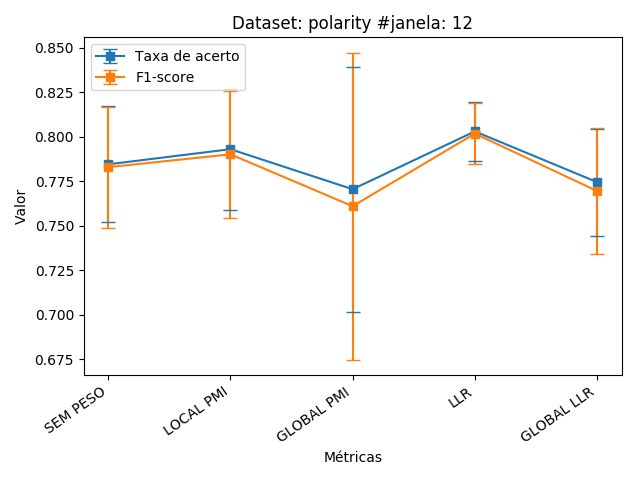 Dataset: polarity #janela: 12
Taxa de acerto
F1-score
Valor
0.850
0.825
0.800
0.775
0.750
0.725
0.700
0.675
SEM PESO
LOCAL PMI
GLOBAL PMI
LLR
GLOBAL LLR
Métricas